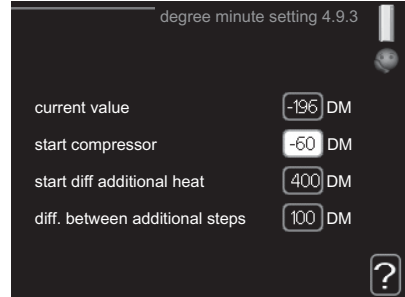 degree minute setting 4.9.3
current value -196 DM
start compressor -60 DM
start diff additional heat 400 DM
diff. between additional steps 100 DM
?